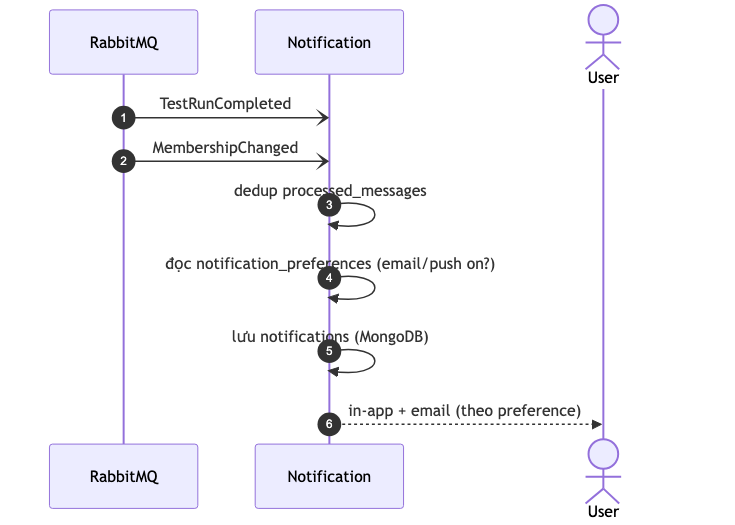 RabbitMQ
Notification
User
1
TestRunCompleted
2
MembershipChanged
dedup processed_messages
3
đọc notification_preferences (email/push on?)
4
lưu notifications (MongoDB)
5
in-app + email (theo preference)
6
RabbitMQ
Notification
User